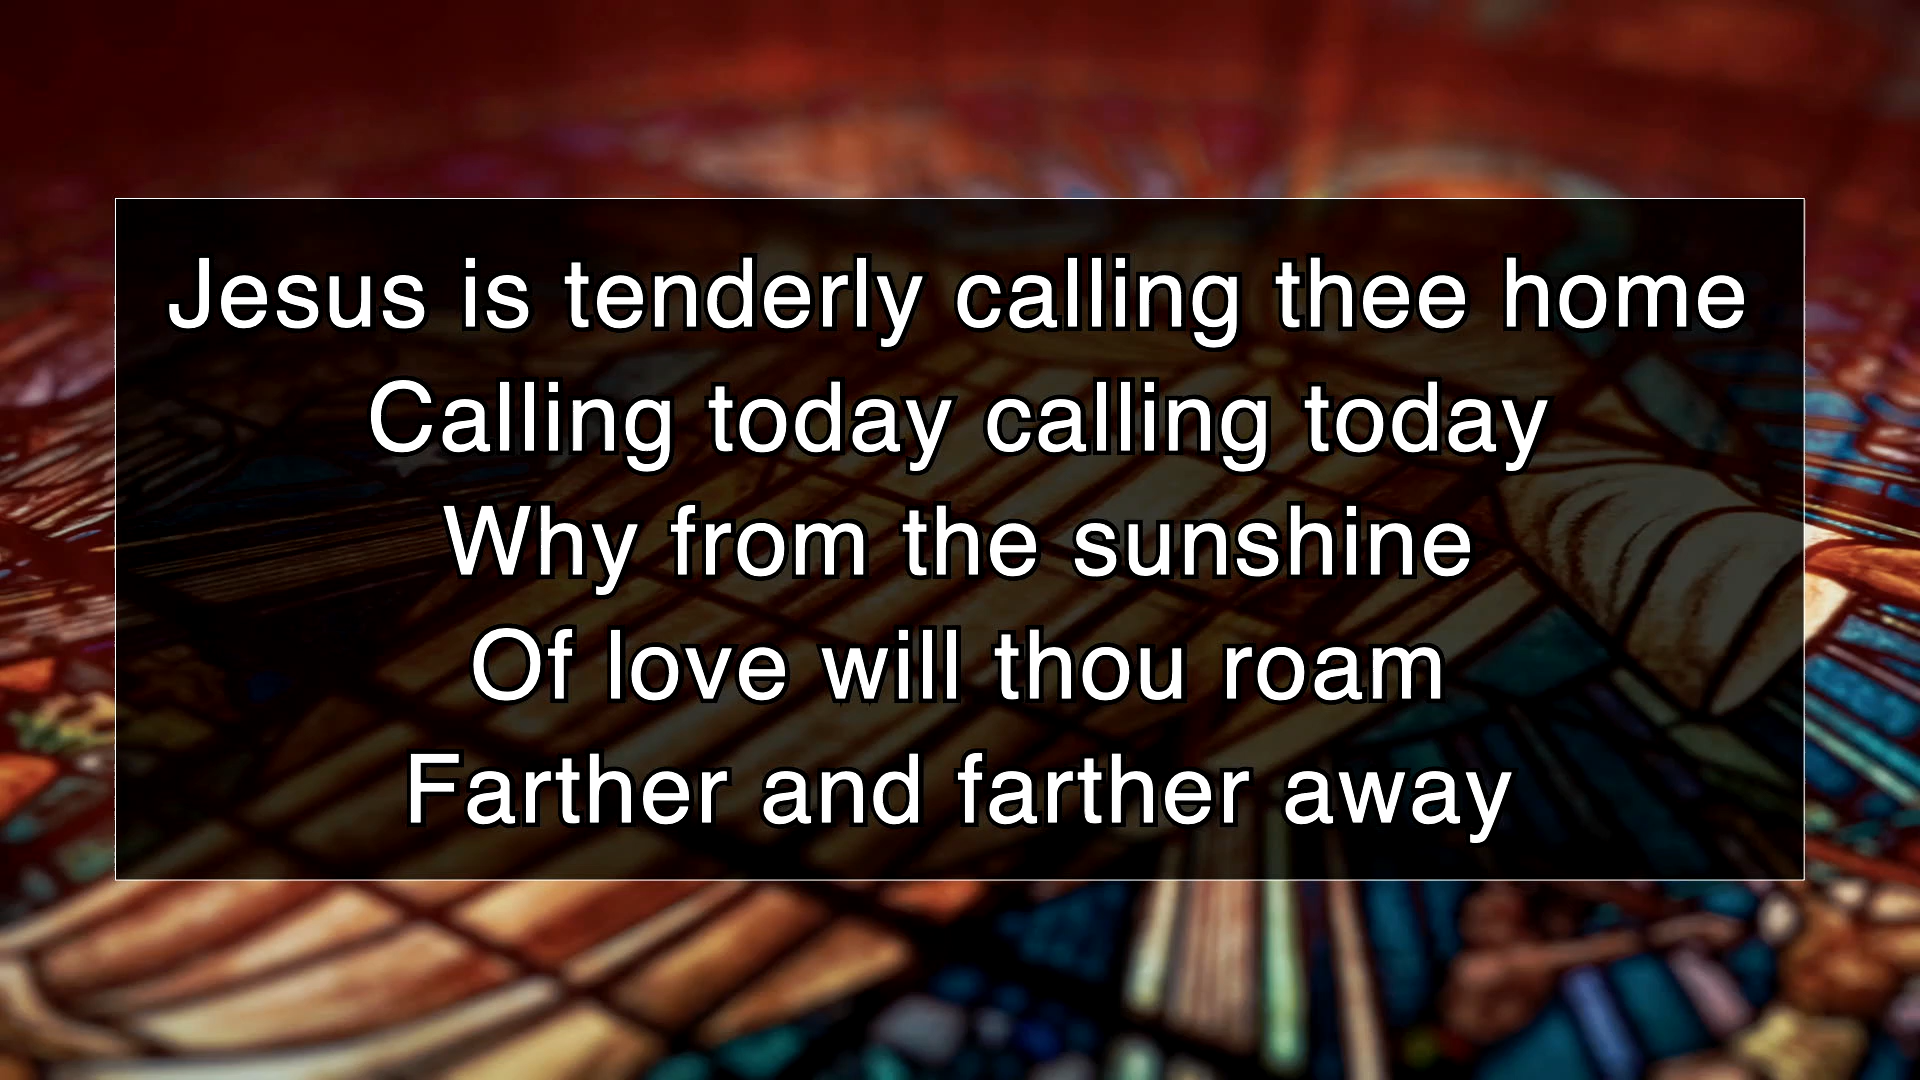 Jesus is tenderly calling thee home
Calling today calling today
Why from the sunshine
Of love will thou roam
Farther and farther away